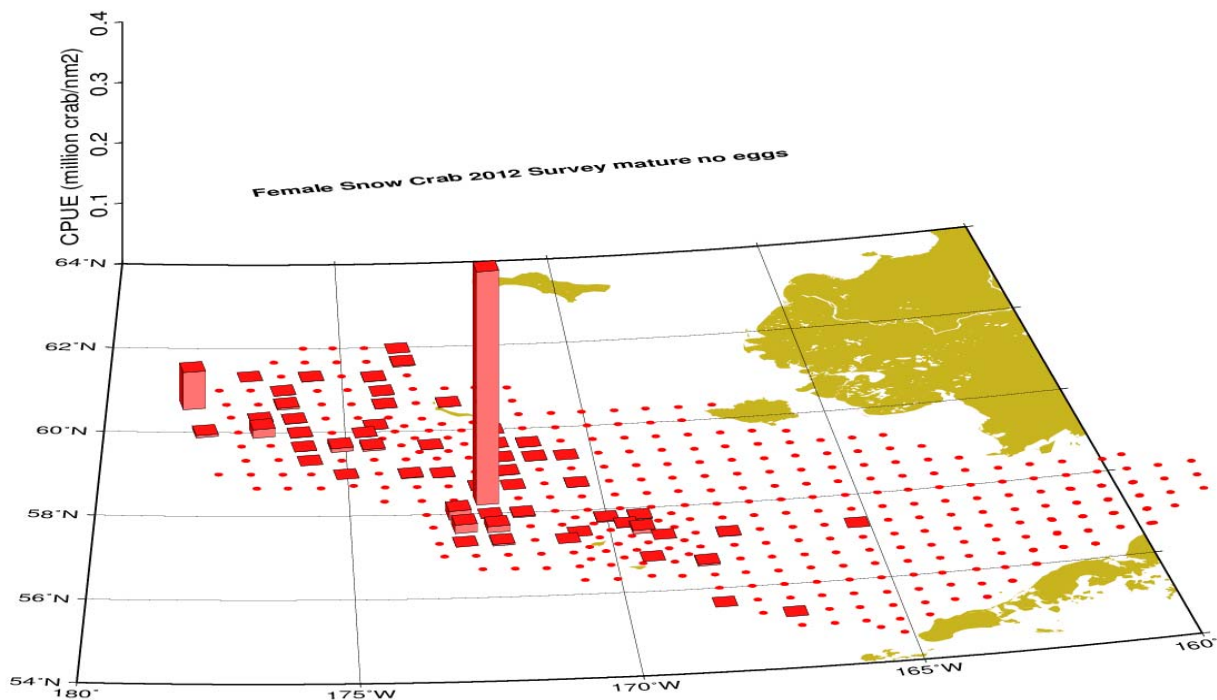 0.4
0.3
0.2
0.1
CPUE (million crab/nm2)
Female Snow Crab 2012 Survey mature no eggs
64˚N
62˚N
60˚N
58˚N
56˚N
54˚N
180˚
175˚W
170˚W
165˚W
160˚